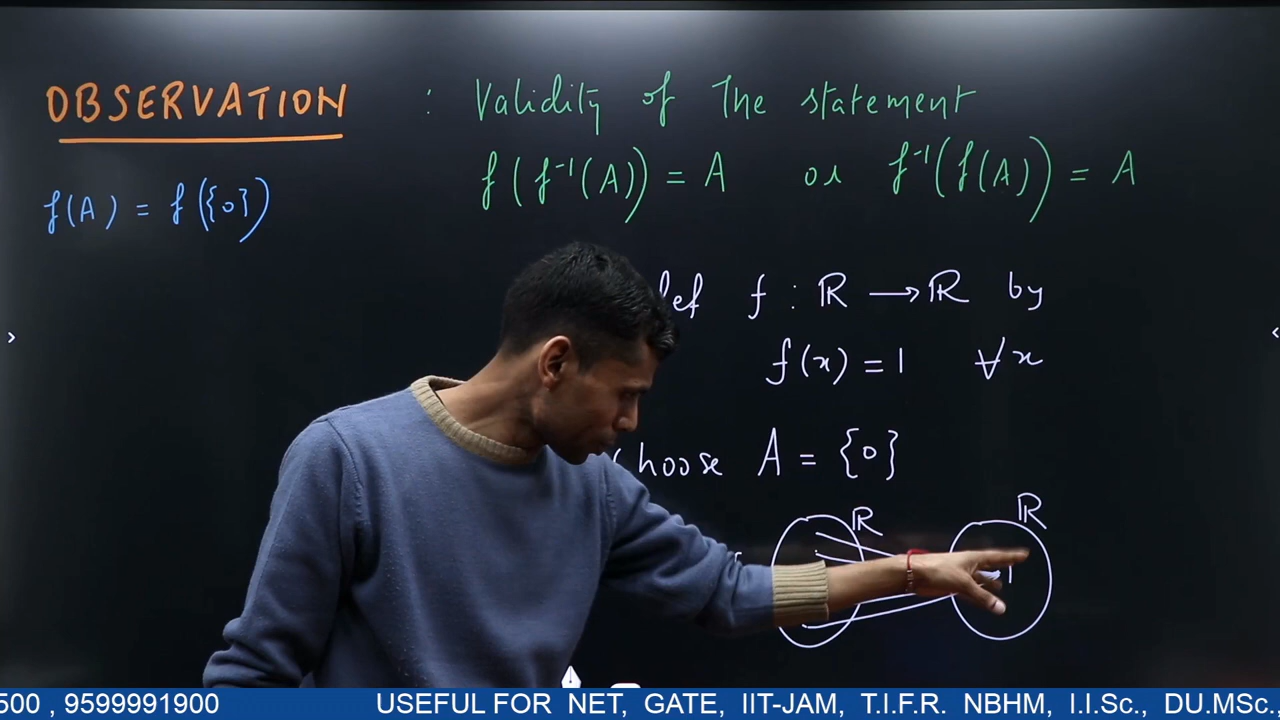 OBSERVATION : Validity of the statement
f(f⁻¹(A)) = A or f⁻¹(f(A)) = A
f(A) = f({0})
def f : ℝ → ℝ by
f(x) = 1 ∀ x
choose A = {0}
ℝ ℝ
1
500 , 9599991900 USEFUL FOR NET, GATE, IIT-JAM, T.I.F.R. NBHM, I.I.Sc., DU.MSc.,